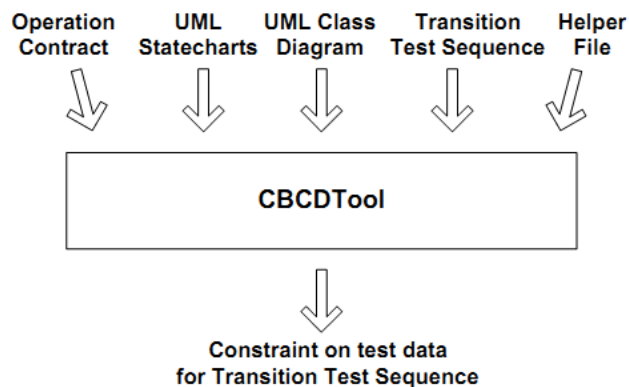 Operation
Contract
UML
Statecharts
UML Class
Diagram
Transition
Test Sequence
Helper
File
CBCDTool
Constraint on test data
for Transition Test Sequence